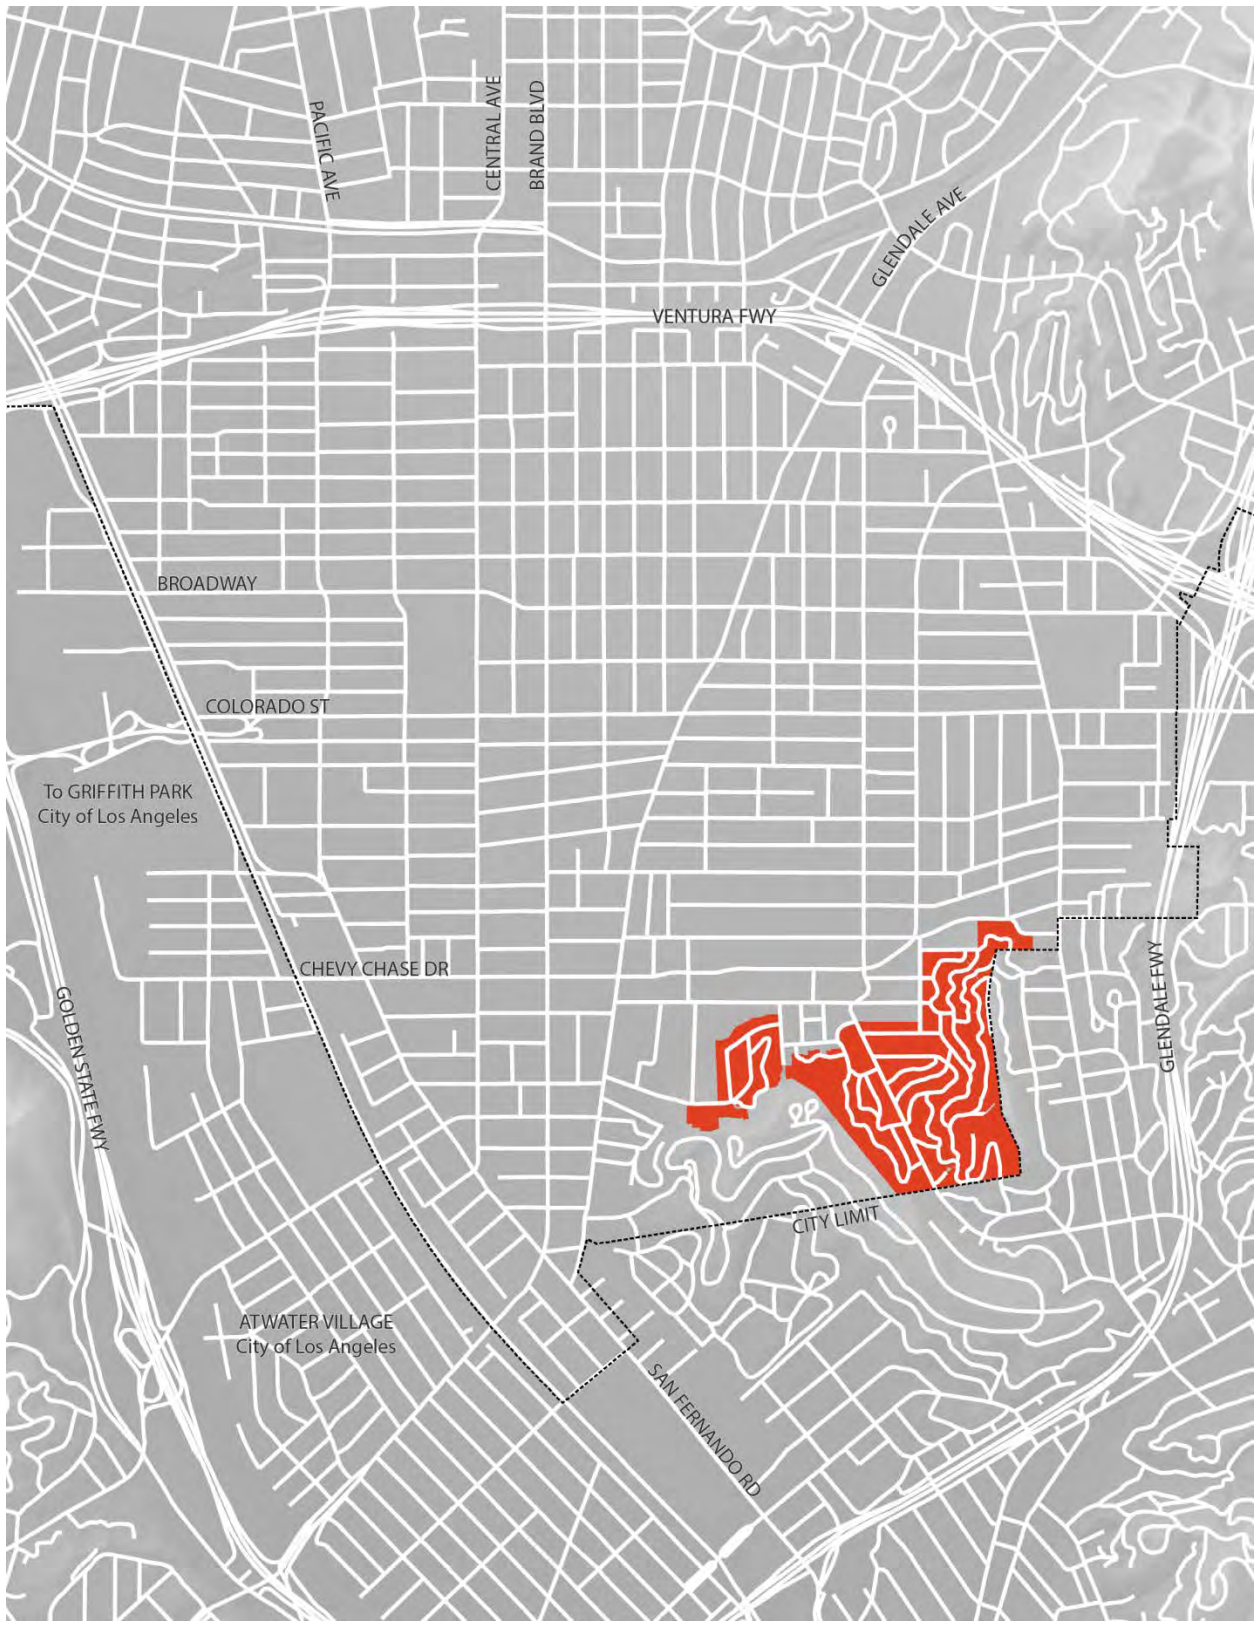 PACIFIC AVE
CENTRAL AVE
BRAND BLVD
GLENDALE AVE
VENTURA FWY
BROADWAY
COLORADO ST
To GRIFFITH PARK
City of Los Angeles
CHEVY CHASE DR
GOLDEN STATE FWY
GLENDALE FWY
CITY LIMIT
ATWATER VILLAGE
City of Los Angeles
SAN FERNANDO RD